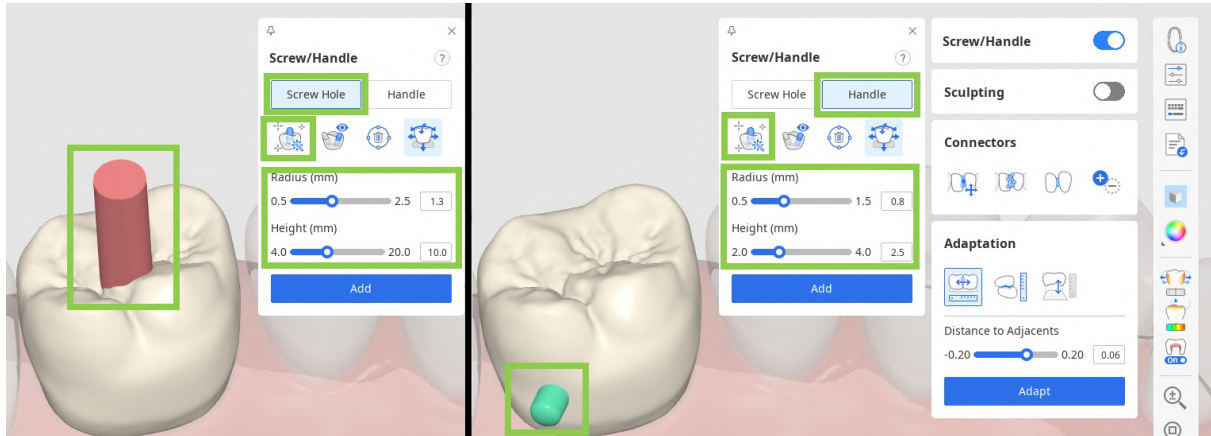 Screw/Handle
?
Screw Hole
Handle
Radius (mm)
0.5 2.5 1.3
Height (mm)
4.0 20.0 10.0
Add
Screw/Handle
?
Screw Hole
Handle
Radius (mm)
0.5 1.5 0.8
Height (mm)
2.0 4.0 2.5
Add
Screw/Handle
Sculpting
Connectors
Adaptation
Distance to Adjacents
-0.20 0.20 0.06
Adapt
ON